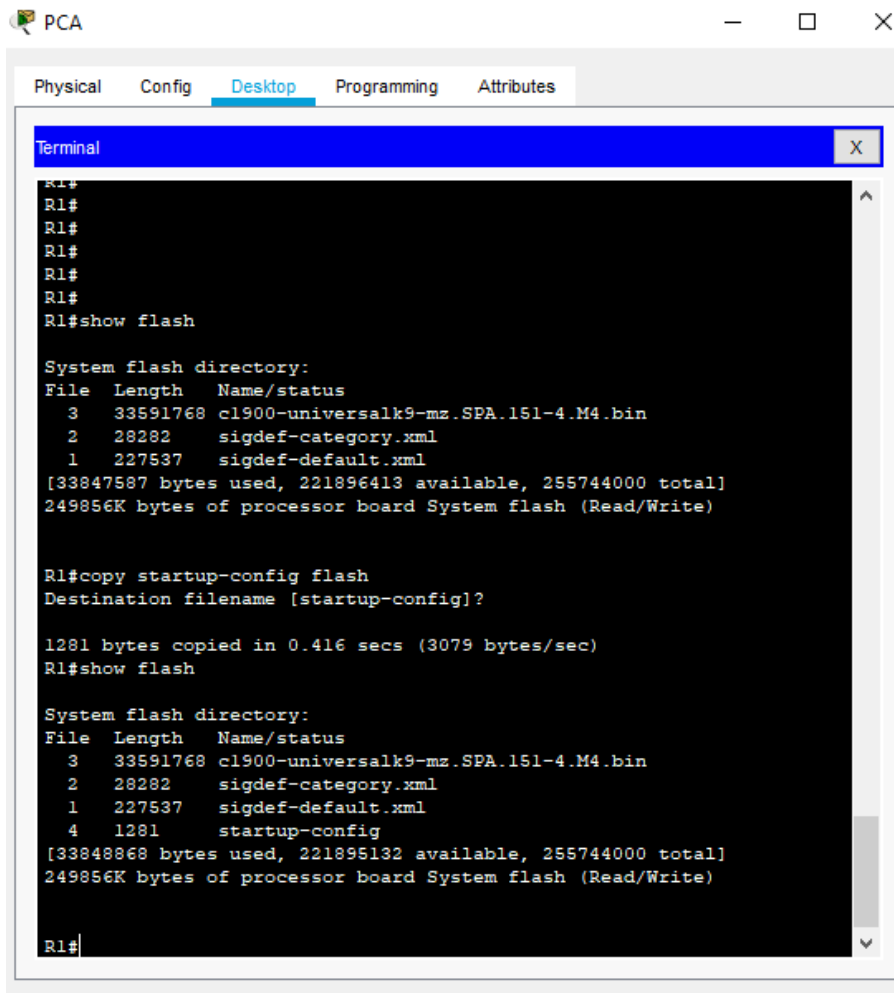 PCA
Physical Config Desktop Programming Attributes
Terminal X
R1#
R1#
R1#
R1#
R1#
R1#
R1#show flash
System flash directory:
File  Length   Name/status
  3   33591768 c1900-universalk9-mz.SPA.151-4.M4.bin
  2   28282    sigdef-category.xml
  1   227537   sigdef-default.xml
[33847587 bytes used, 221896413 available, 255744000 total]
249856K bytes of processor board System flash (Read/Write)
R1#copy startup-config flash
Destination filename [startup-config]?
1281 bytes copied in 0.416 secs (3079 bytes/sec)
R1#show flash
System flash directory:
File  Length   Name/status
  3   33591768 c1900-universalk9-mz.SPA.151-4.M4.bin
  2   28282    sigdef-category.xml
  1   227537   sigdef-default.xml
  4   1281     startup-config
[33848868 bytes used, 221895132 available, 255744000 total]
249856K bytes of processor board System flash (Read/Write)
R1#